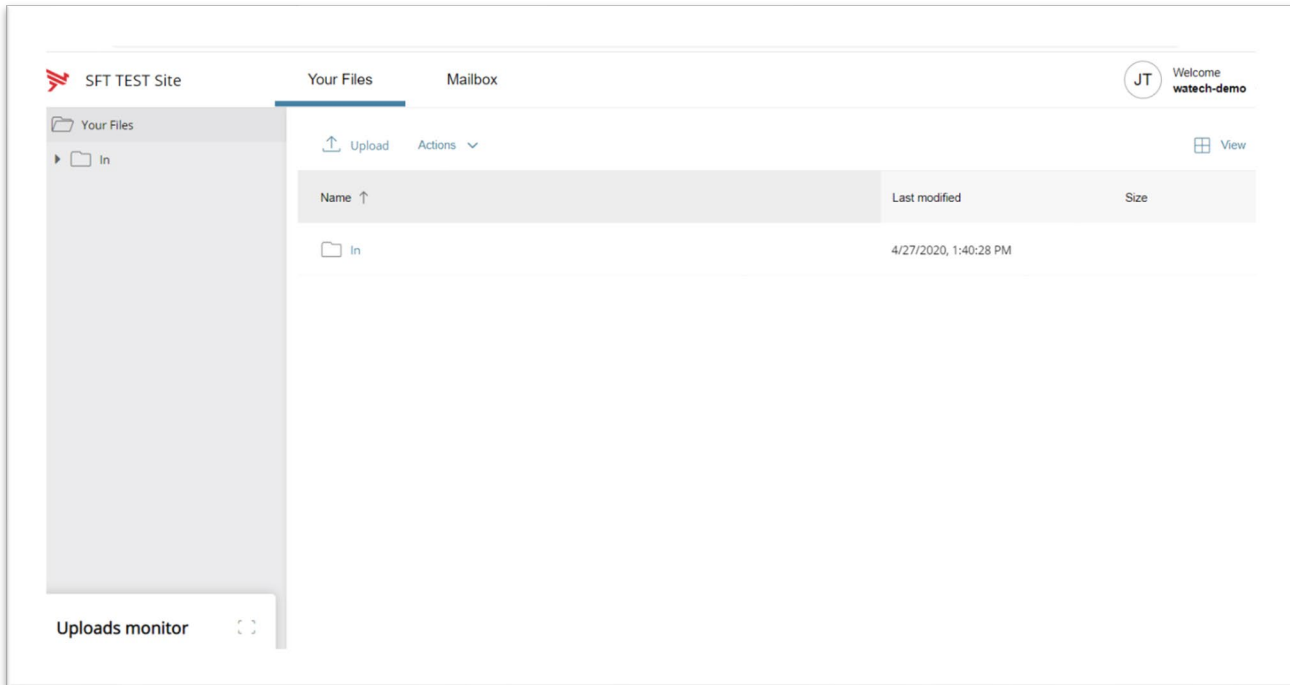 SFT TEST Site
Your Files
Mailbox
JT
Welcome
watech-demo
Your Files
In
Upload
Actions
View
Name
Last modified
Size
In
4/27/2020, 1:40:28 PM
Uploads monitor